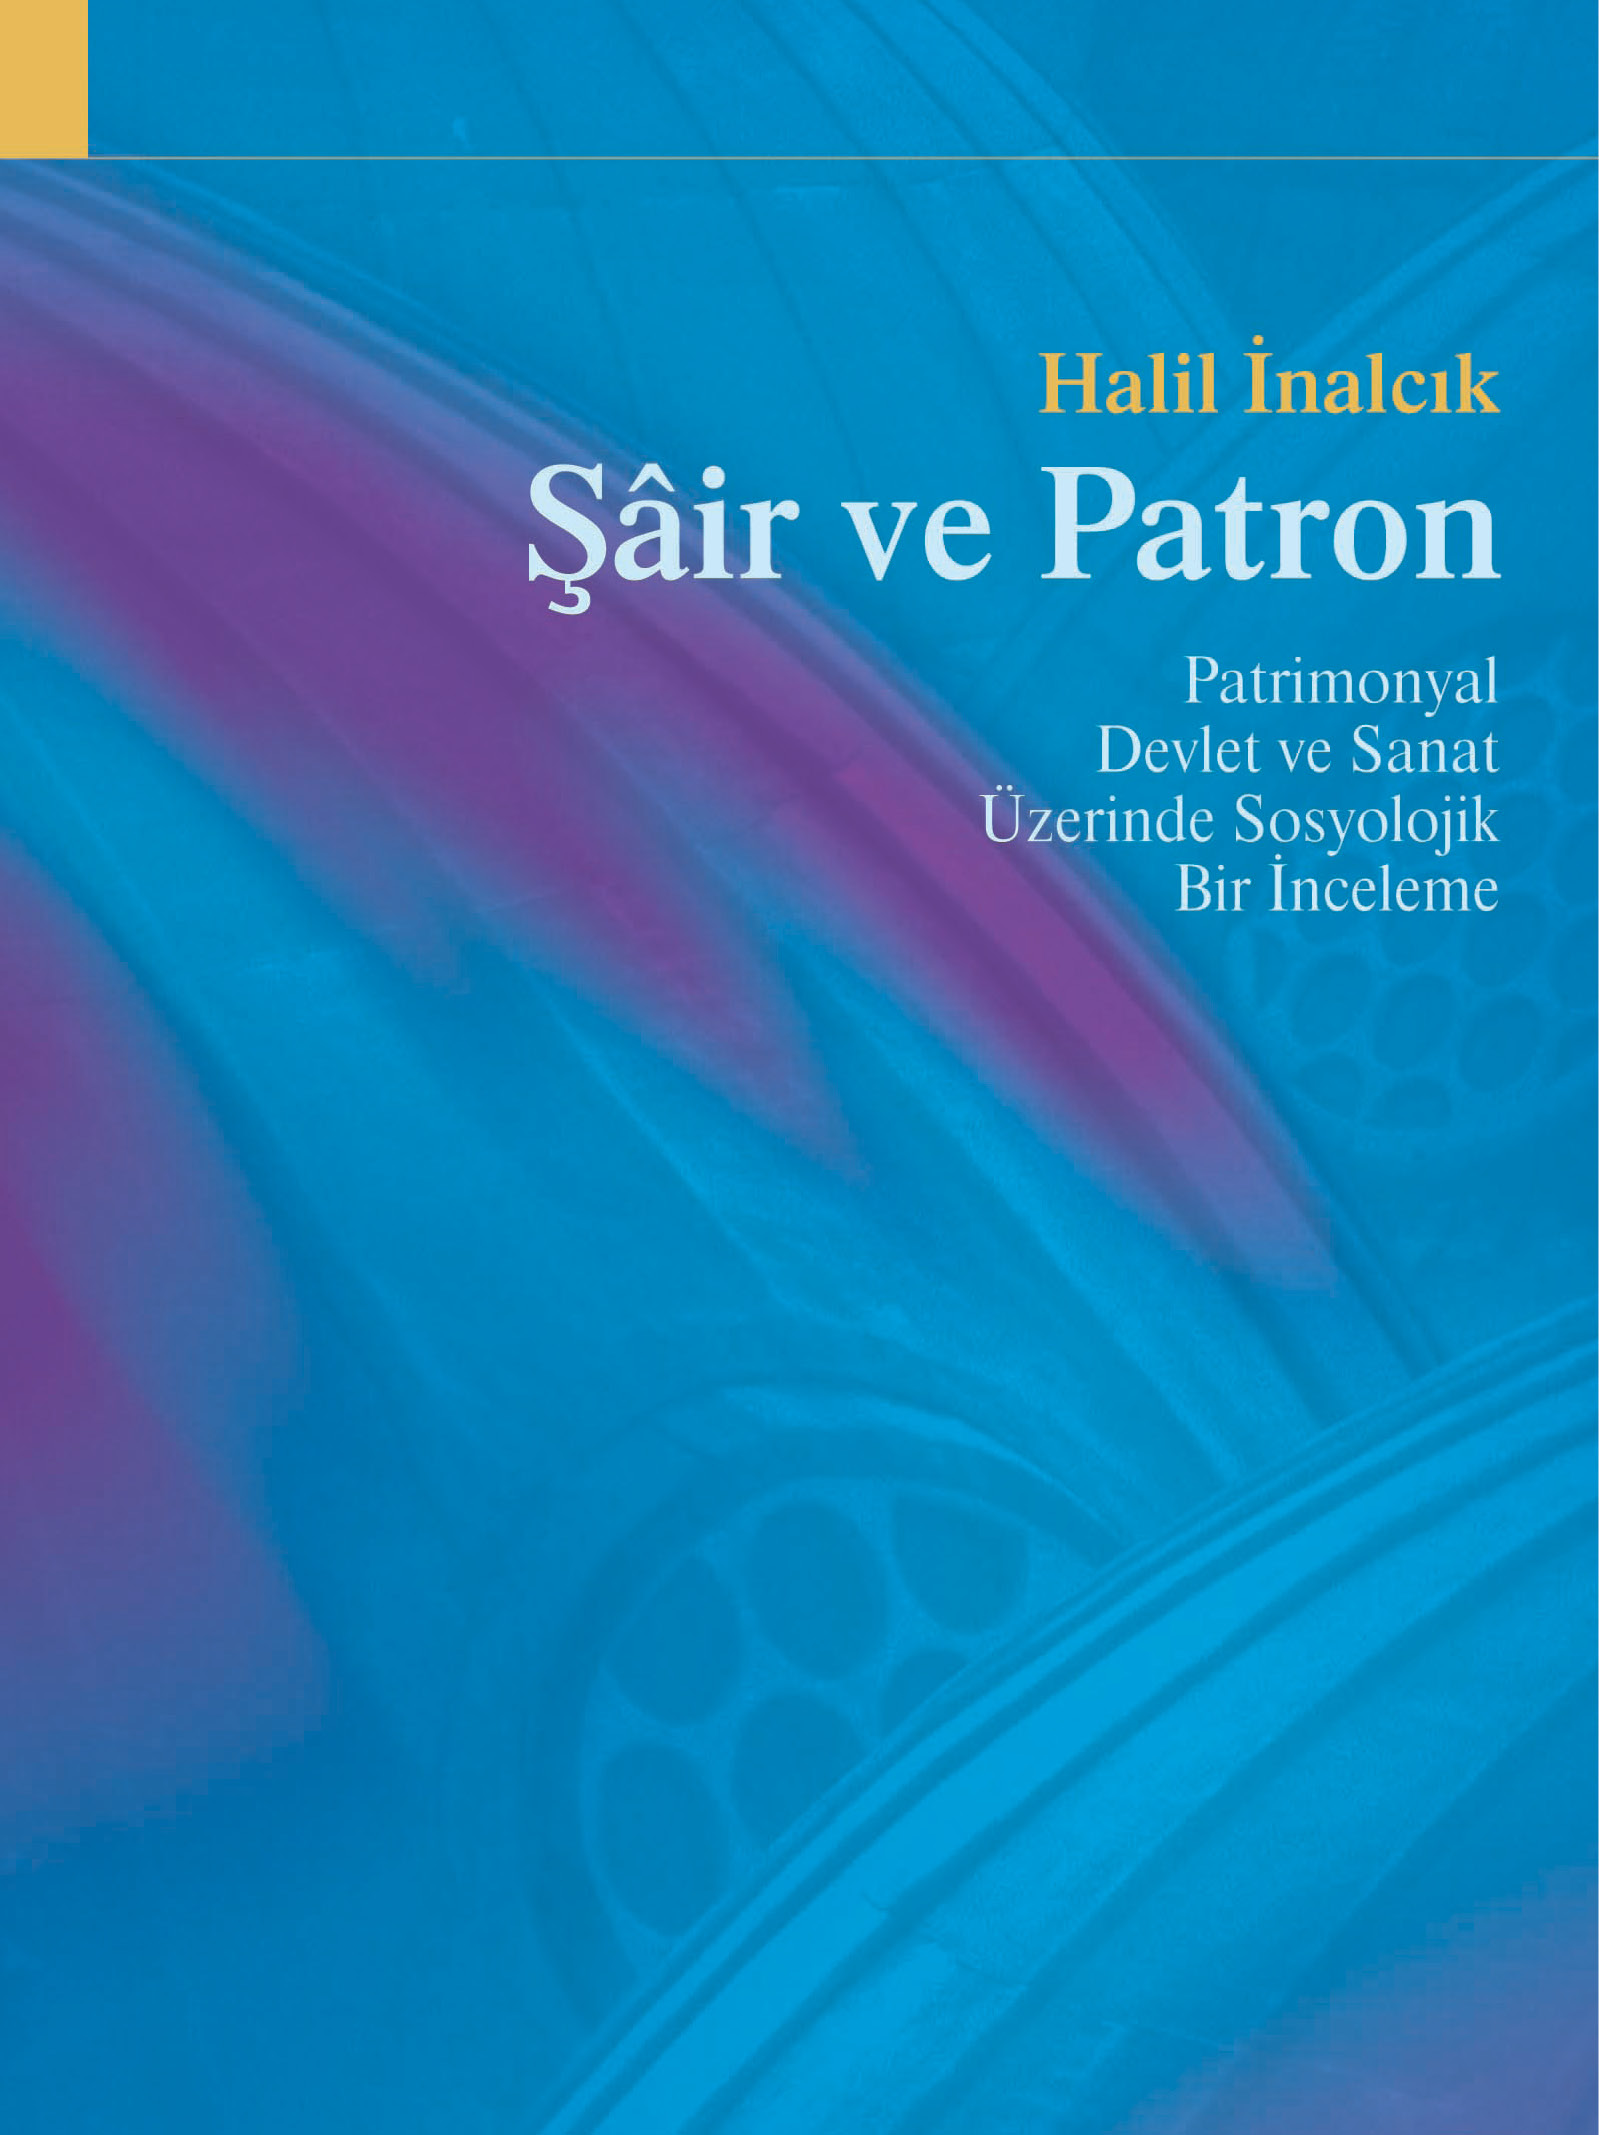 Halil İnalcık
Şâir ve Patron
Patrimonyal
Devlet ve Sanat
Üzerinde Sosyolojik
Bir İnceleme